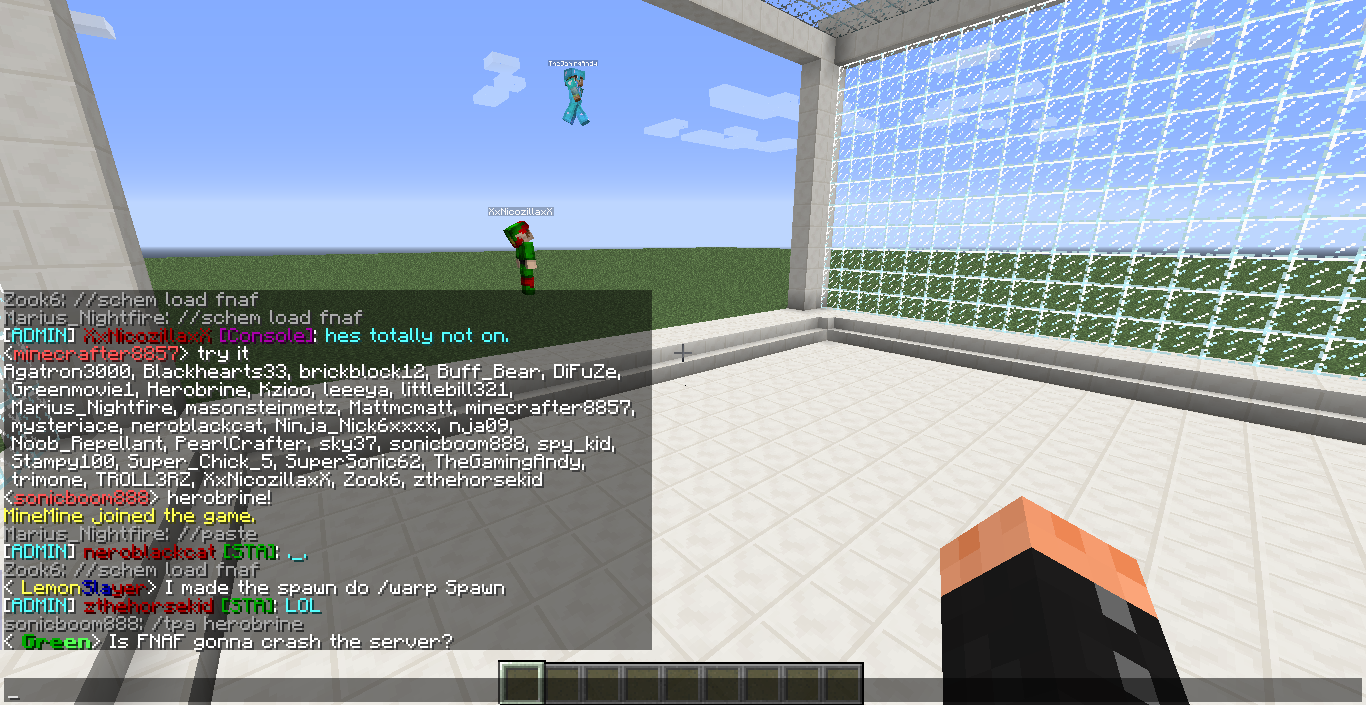 TheGamingAndy
XxNicozillaxX
Zook6: //schem load fnaf
Marius_Nightfire: //schem load fnaf
[ADMIN] XxNicozillaxX [Console]: hes totally not on.
<minecrafter8857> try it
Agatron3000, Blackhearts33, brickblock12, Buff_Bear, DiFuZe,
Greenmovie1, Herobrine, Kzioo, leeeya, littlebill321,
Marius_Nightfire, masonsteinmetz, Mattmcmatt, minecrafter8857,
mysteriace, neroblackcat, Ninja_Nick6xxxx, nja09,
Noob_Repellant, PearlCrafter, sky37, sonicboom888, spy_kid,
Stampy100, Super_Chick_5, SuperSonic62, TheGamingAndy,
trimone, TROLL3RZ, XxNicozillaxX, Zook6, zthehorsekid
<sonicboom888> herobrine!
MineMine joined the game.
Marius_Nightfire: //paste
[ADMIN] neroblackcat [STA]: ._.
Zook6: //schem load fnaf
< LemonSlayer> I made the spawn do /warp Spawn
[ADMIN] zthehorsekid [STA]: LOL
sonicboom888: /tpa herobrine
< Green> Is FNAF gonna crash the server?
_